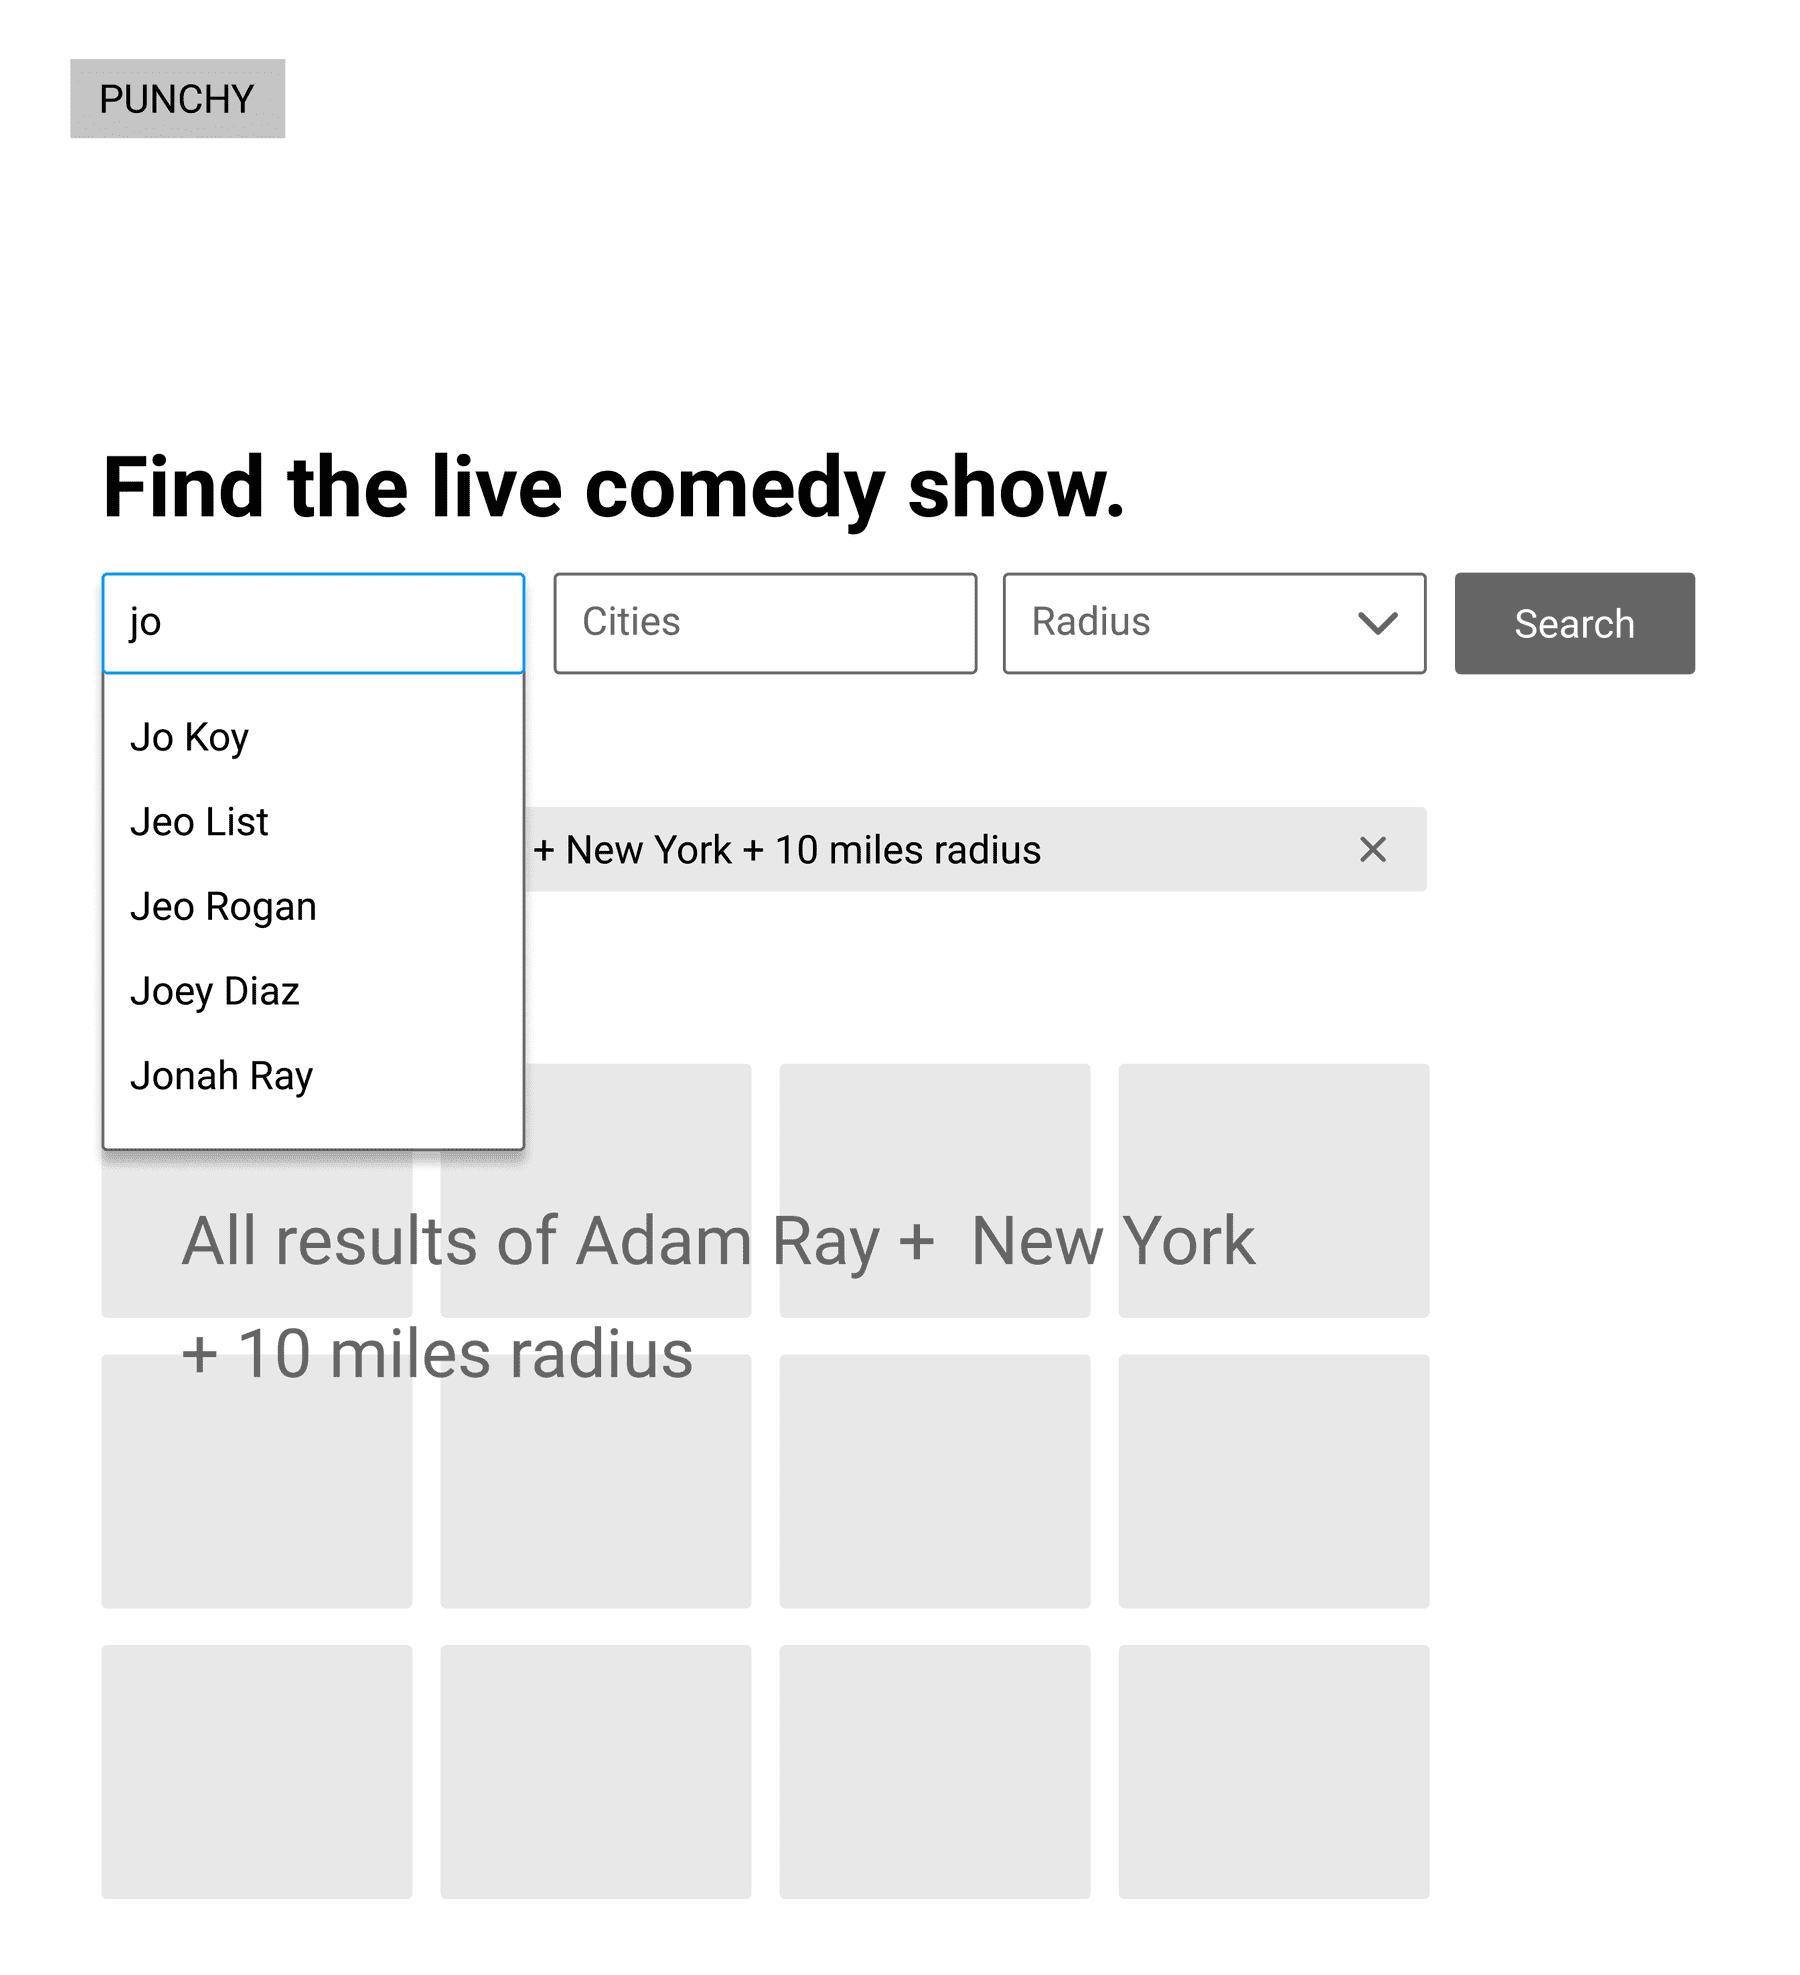 PUNCHY
Find the live comedy show.
jo
Cities
Radius
Search
Jo Koy
Jeo List
Jeo Rogan
Joey Diaz
Jonah Ray
+ New York + 10 miles radius
All results of Adam Ray + New York
+ 10 miles radius